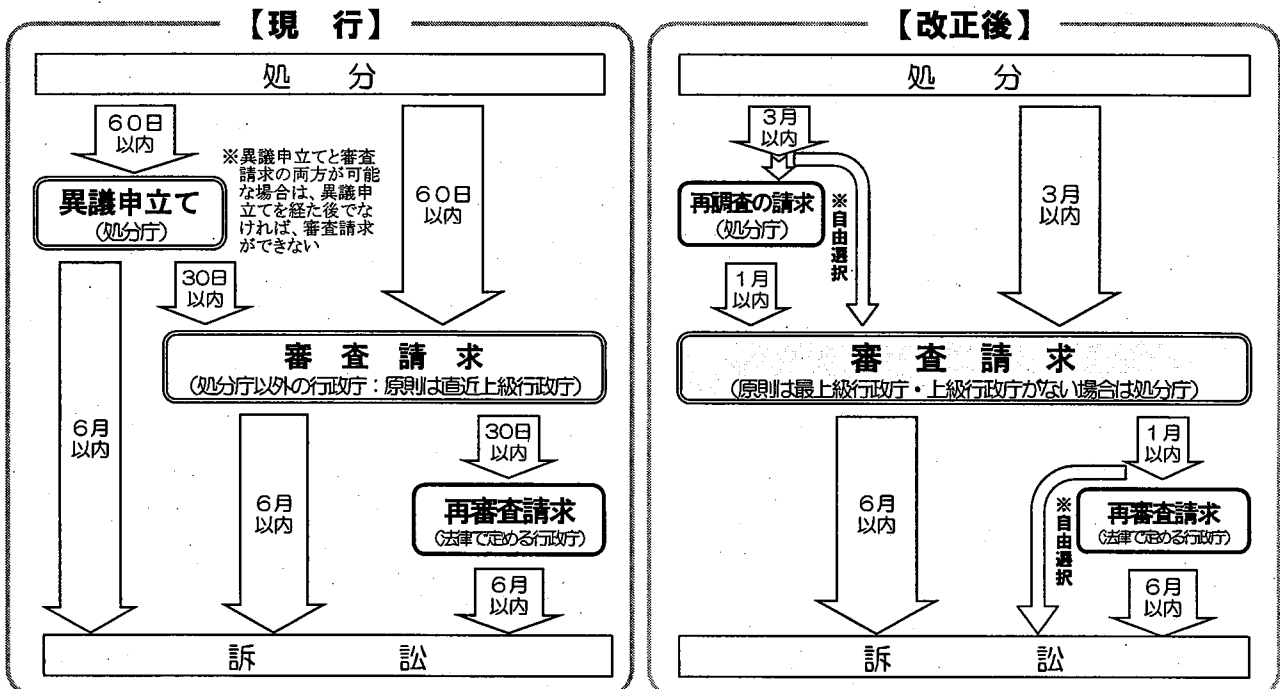 【現 行】
処 分
60日
以内
※異議申立てと審査
請求の両方が可能
な場合は、異議申
立てを経た後でな
ければ、審査請求
ができない
異議申立て
(処分庁)
60日
以内
30日
以内
審 査 請 求
(処分庁以外の行政庁：原則は直近上級行政庁)
6月
以内
6月
以内
30日
以内
再審査請求
(法律で定める行政庁)
6月
以内
訴 訟
【改正後】
処 分
3月
以内
再調査の請求
(処分庁)
※自由選択
3月
以内
1月
以内
審 査 請 求
(原則は最上級行政庁・上級行政庁がない場合は処分庁)
6月
以内
1月
以内
※自由選択
再審査請求
(法律で定める行政庁)
6月
以内
訴 訟